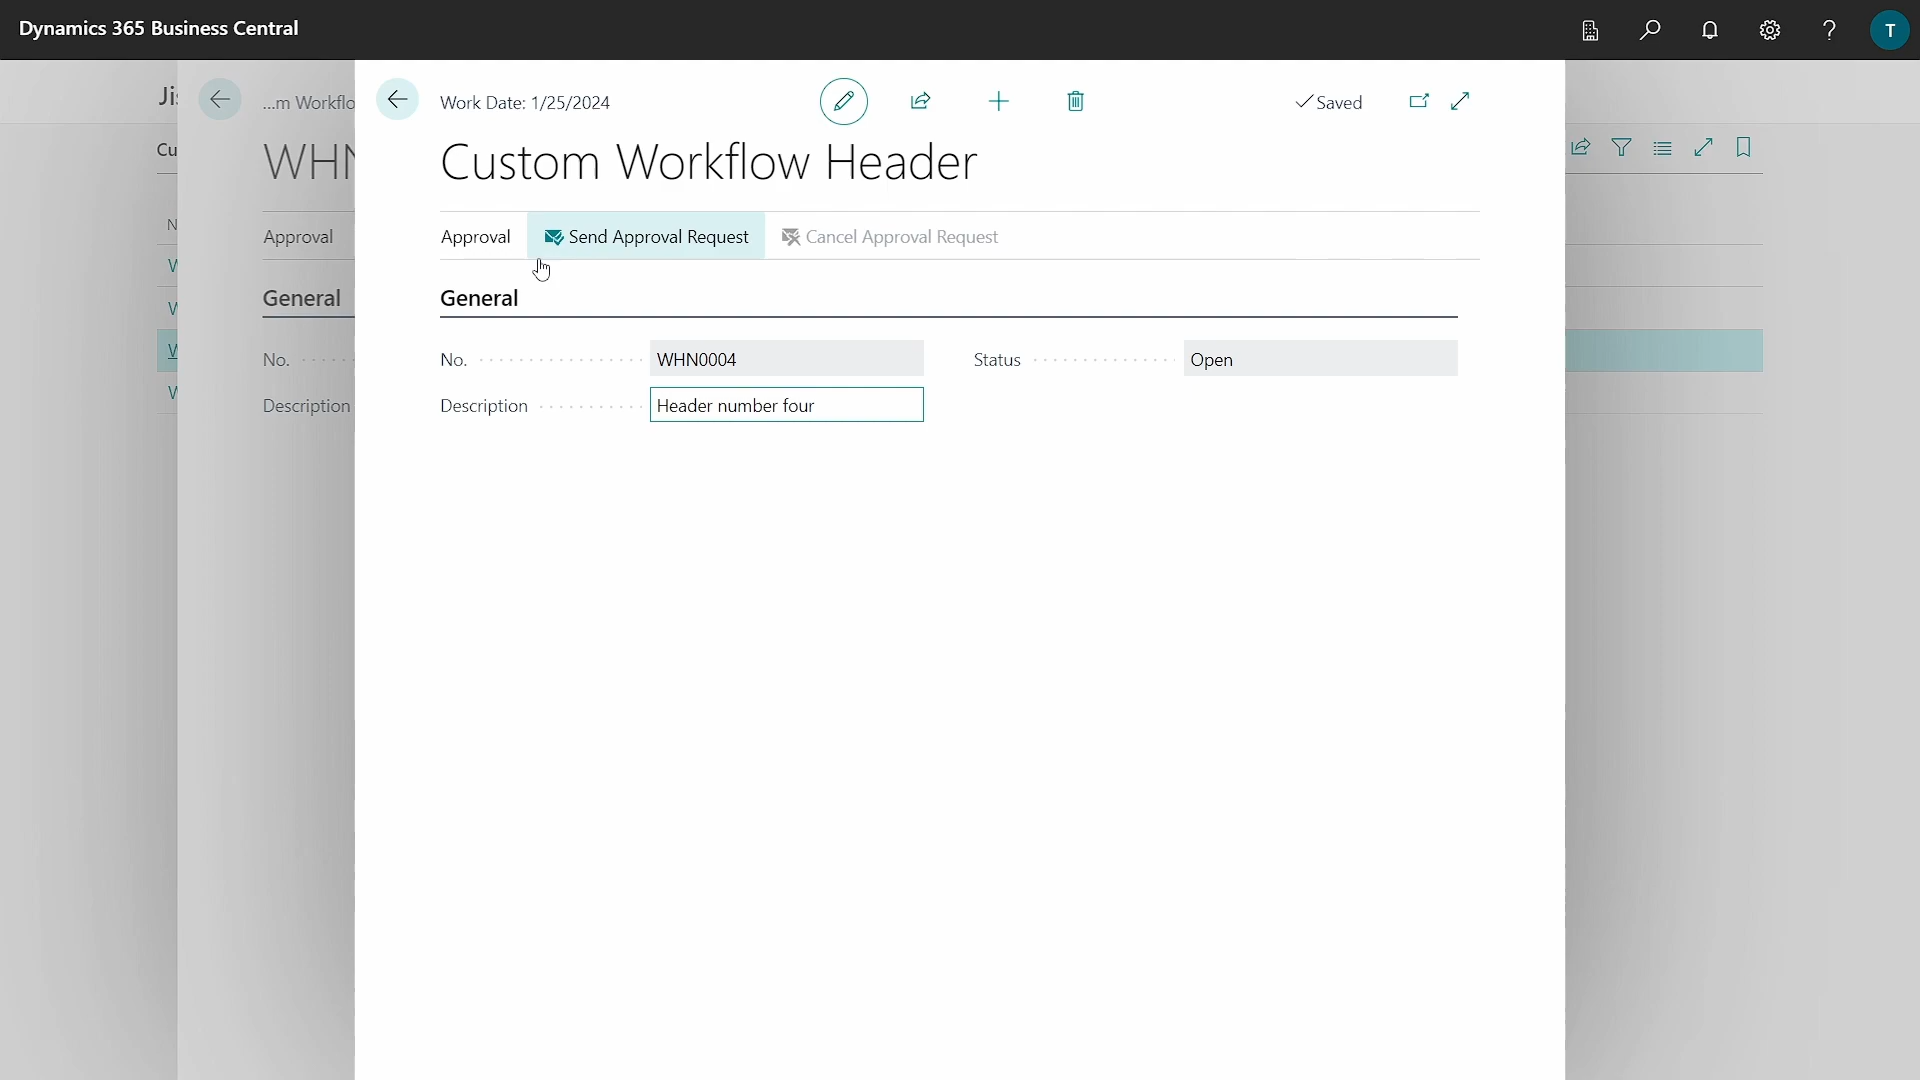 Dynamics 365 Business Central
T
...m Workflo
Work Date: 1/25/2024
Saved
Cu
WHN
Custom Workflow Header
Approval
Approval
Send Approval Request
Cancel Approval Request
General
General
No.
No.
WHN0004
Status
Open
Description
Description
Header number four